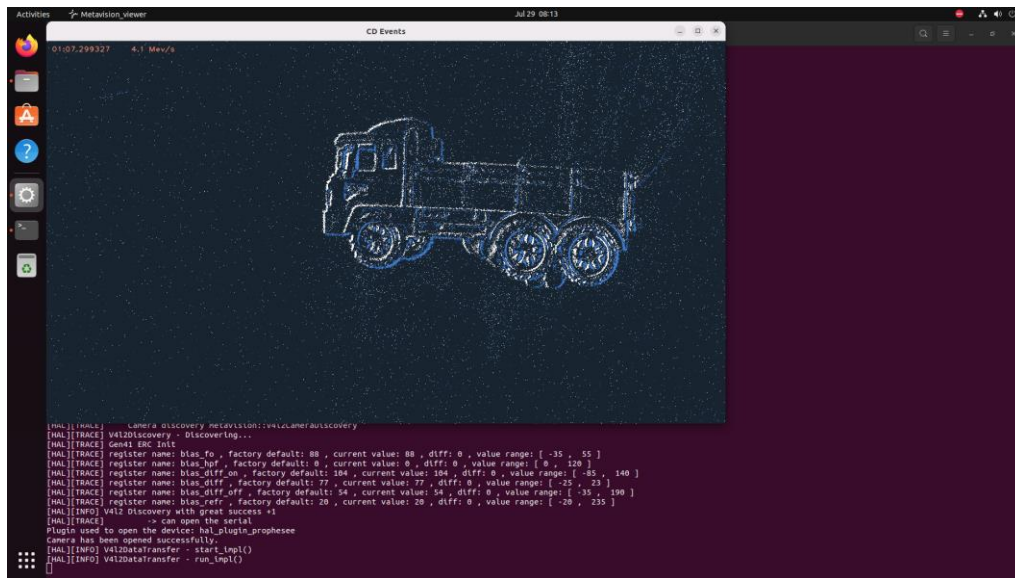 Activities Metavision_viewer Jul 29 08:13
CD Events
01:07.299327 4.1 Mev/s
[HAL][TRACE] Camera discovery Metavision::V4l2CameraDiscovery
[HAL][TRACE] V4l2Discovery - Discovering...
[HAL][TRACE] Gen41 ERC Init
[HAL][TRACE] register name: bias_fo , factory default: 88 , current value: 88 , diff: 0 , value range: [ -35 , 55 ]
[HAL][TRACE] register name: bias_hpf , factory default: 0 , current value: 0 , diff: 0 , value range: [ 0 , 120 ]
[HAL][TRACE] register name: bias_diff_on , factory default: 104 , current value: 104 , diff: 0 , value range: [ -85 , 140 ]
[HAL][TRACE] register name: bias_diff , factory default: 77 , current value: 77 , diff: 0 , value range: [ -25 , 23 ]
[HAL][TRACE] register name: bias_diff_off , factory default: 54 , current value: 54 , diff: 0 , value range: [ -35 , 190 ]
[HAL][TRACE] register name: bias_refr , factory default: 20 , current value: 20 , diff: 0 , value range: [ -20 , 235 ]
[HAL][INFO] V4l2 Discovery with great success +1
[HAL][TRACE] -> can open the serial
Plugin used to open the device: hal_plugin_prophesee
Camera has been opened successfully.
[HAL][INFO] V4l2DataTransfer - start_impl()
[HAL][INFO] V4l2DataTransfer - run_impl()